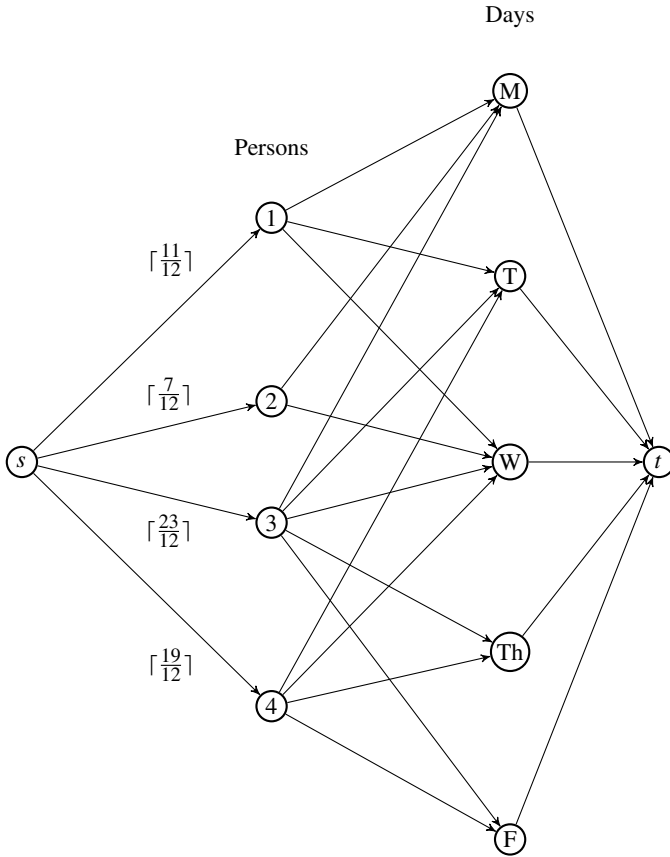 Days
M
Persons
1
⌈11/12⌉
T
⌈7/12⌉
2
s
W
t
3
⌈23/12⌉
Th
⌈19/12⌉
4
F